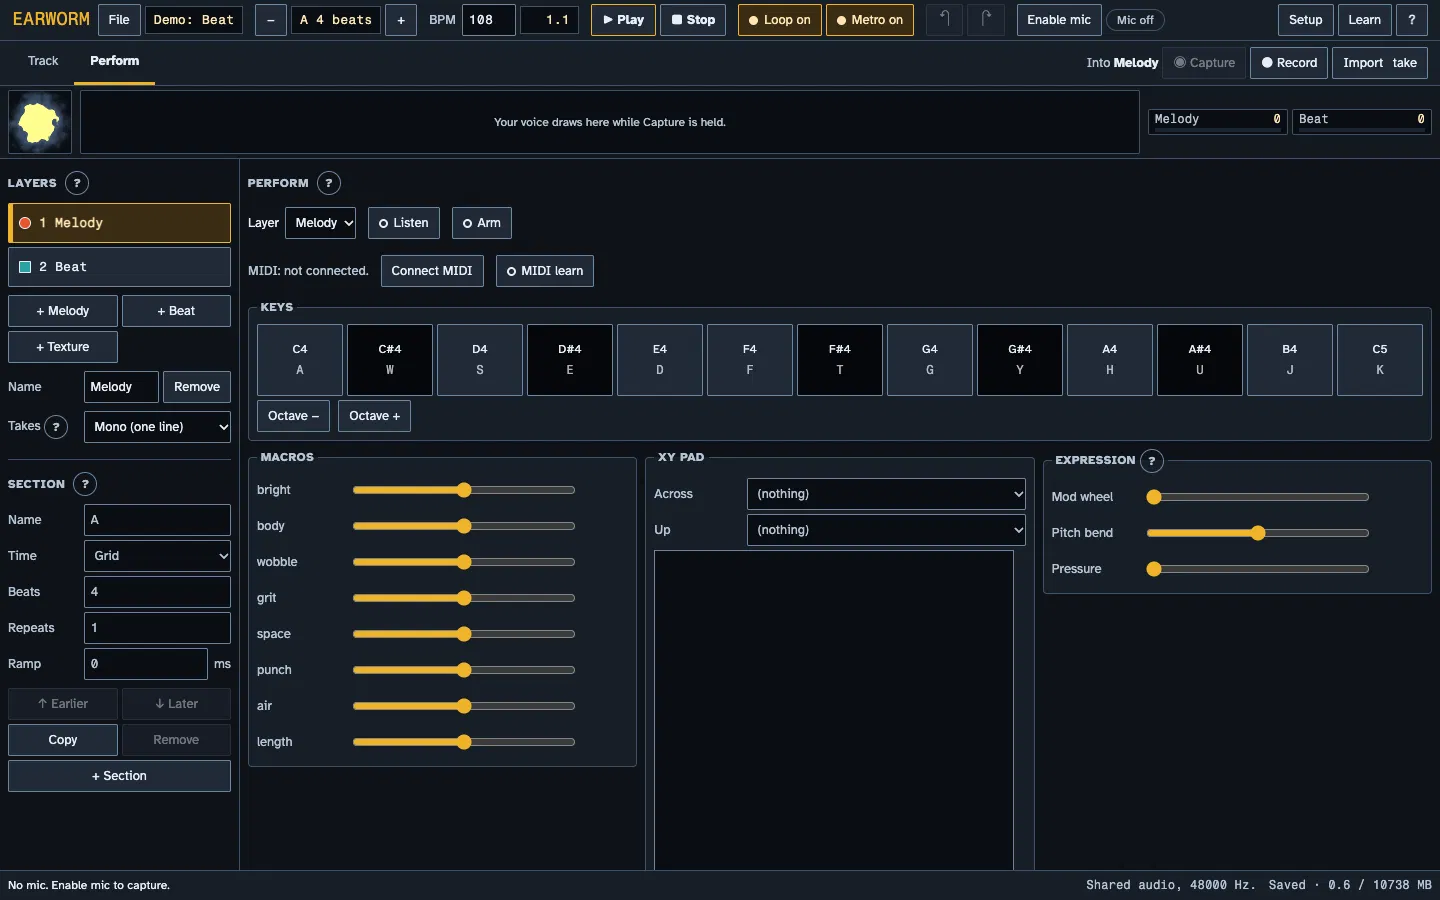 EARWORM File Demo: Beat − A 4 beats + BPM 108 1.1 Play Stop Loop on Metro on Enable mic Mic off Setup Learn ?
Track Perform Into Melody Capture Record Import take
Your voice draws here while Capture is held.
Melody 0 Beat 0
LAYERS ?
1 Melody
2 Beat
+ Melody + Beat
+ Texture
Name Melody Remove
Takes ? Mono (one line)
SECTION ?
Name A
Time Grid
Beats 4
Repeats 1
Ramp 0 ms
↑ Earlier ↓ Later
Copy Remove
+ Section
PERFORM ?
Layer Melody Listen Arm
MIDI: not connected. Connect MIDI MIDI learn
KEYS
C4 C#4 D4 D#4 E4 F4 F#4 G4 G#4 A4 A#4 B4 C5
A W S E D F T G Y H U J K
Octave − Octave +
MACROS
bright
body
wobble
grit
space
punch
air
length
XY PAD
Across (nothing)
Up (nothing)
EXPRESSION ?
Mod wheel
Pitch bend
Pressure
No mic. Enable mic to capture. Shared audio, 48000 Hz. Saved · 0.6 / 10738 MB